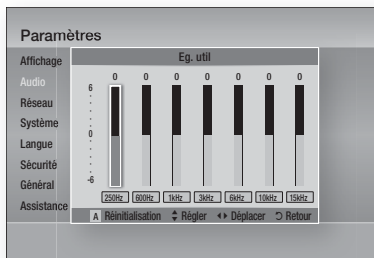 Paramètres
Affichage
Audio
Réseau
Système
Langue
Sécurité
Général
Assistance
Eg. util
0 0 0 0 0 0 0
6
0
-6
250Hz 600Hz 1kHz 3kHz 6kHz 10kHz 15kHz
A Réinitialisation Régler Déplacer Retour